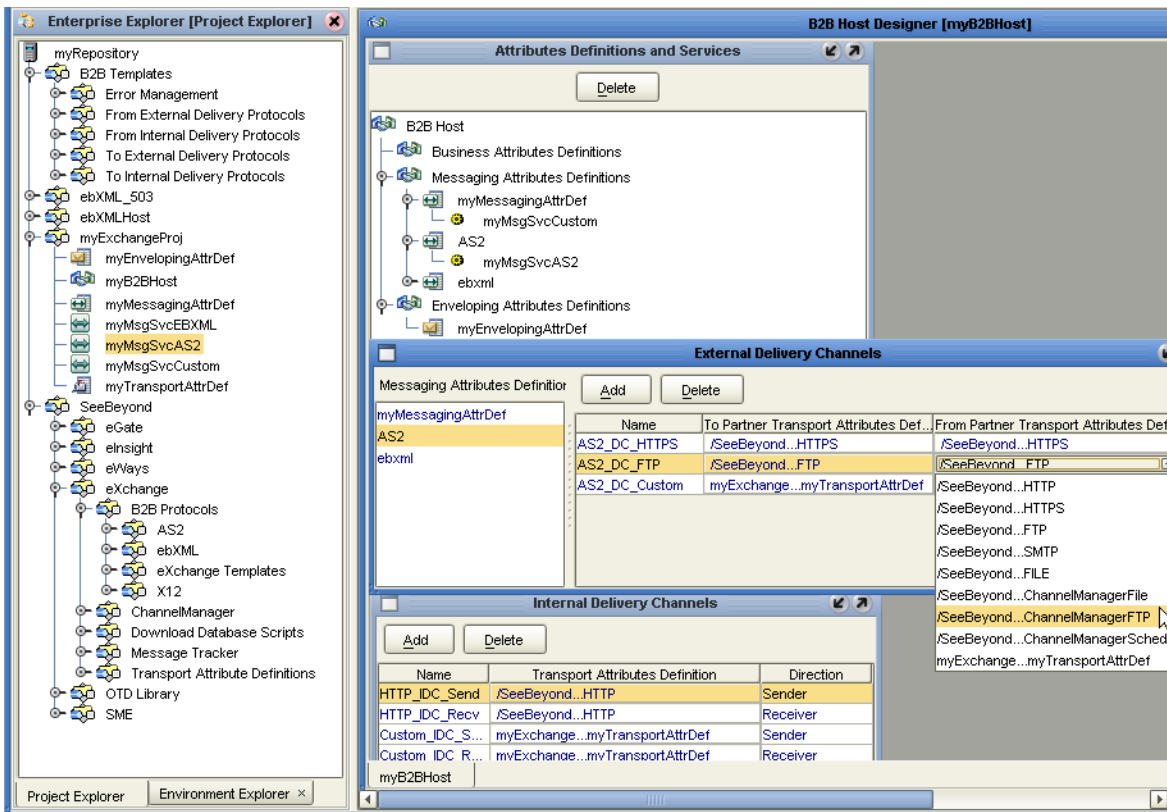 Enterprise Explorer [Project Explorer]
myRepository
B2B Templates
Error Management
From External Delivery Protocols
From Internal Delivery Protocols
To External Delivery Protocols
To Internal Delivery Protocols
ebXML_503
ebXMLHost
myExchangeProj
myEnvelopingAttrDef
myB2BHost
myMessagingAttrDef
myMsgSvcEBXML
myMsgSvcAS2
myMsgSvcCustom
myTransportAttrDef
SeeBeyond
eGate
eInsight
eWays
eXchange
B2B Protocols
AS2
ebXML
eXchange Templates
X12
ChannelManager
Download Database Scripts
Message Tracker
Transport Attribute Definitions
OTD Library
SME
Project Explorer
Environment Explorer ×
B2B Host Designer [myB2BHost]
Attributes Definitions and Services
Delete
B2B Host
Business Attributes Definitions
Messaging Attributes Definitions
myMessagingAttrDef
myMsgSvcCustom
AS2
myMsgSvcAS2
ebxml
Enveloping Attributes Definitions
myEnvelopingAttrDef
External Delivery Channels
Messaging Attributes Definitior
myMessagingAttrDef
AS2
ebxml
Add Delete
Name To Partner Transport Attributes Def... From Partner Transport Attributes Def
AS2_DC_HTTPS /SeeBeyond...HTTPS /SeeBeyond...HTTPS
AS2_DC_FTP /SeeBeyond...FTP /SeeBeyond...FTP
AS2_DC_Custom myExchange...myTransportAttrDef
/SeeBeyond...HTTP
/SeeBeyond...HTTPS
/SeeBeyond...FTP
/SeeBeyond...SMTP
/SeeBeyond...FILE
/SeeBeyond...ChannelManagerFile
/SeeBeyond...ChannelManagerFTP
/SeeBeyond...ChannelManagerSched
myExchange...myTransportAttrDef
Internal Delivery Channels
Add Delete
Name Transport Attributes Definition Direction
HTTP_IDC_Send /SeeBeyond...HTTP Sender
HTTP_IDC_Recv /SeeBeyond...HTTP Receiver
Custom_IDC_S... myExchange...myTransportAttrDef Sender
Custom_IDC_R... myExchange...myTransportAttrDef Receiver
myB2BHost